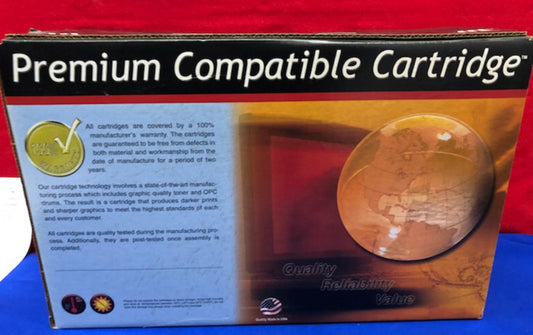 Premium Compatible Cartridge™
All cartridges are covered by a 100%
manufacturer's warranty. The cartridges
are guaranteed to be free from defects in
both material and workmanship from the
date of manufacture for a period of two
years.
Our cartridge technology involves a state-of-the-art manufac-
turing process which includes graphic quality toner and OPC
drums. The result is a cartridge that produces darker prints
and sharper graphics to meet the highest standards of each
and every customer.
All cartridges are quality tested during the manufacturing pro-
cess. Additionally, they are post-tested once assembly is
completed.
Quality
Reliability
Value
Quality Made in USA